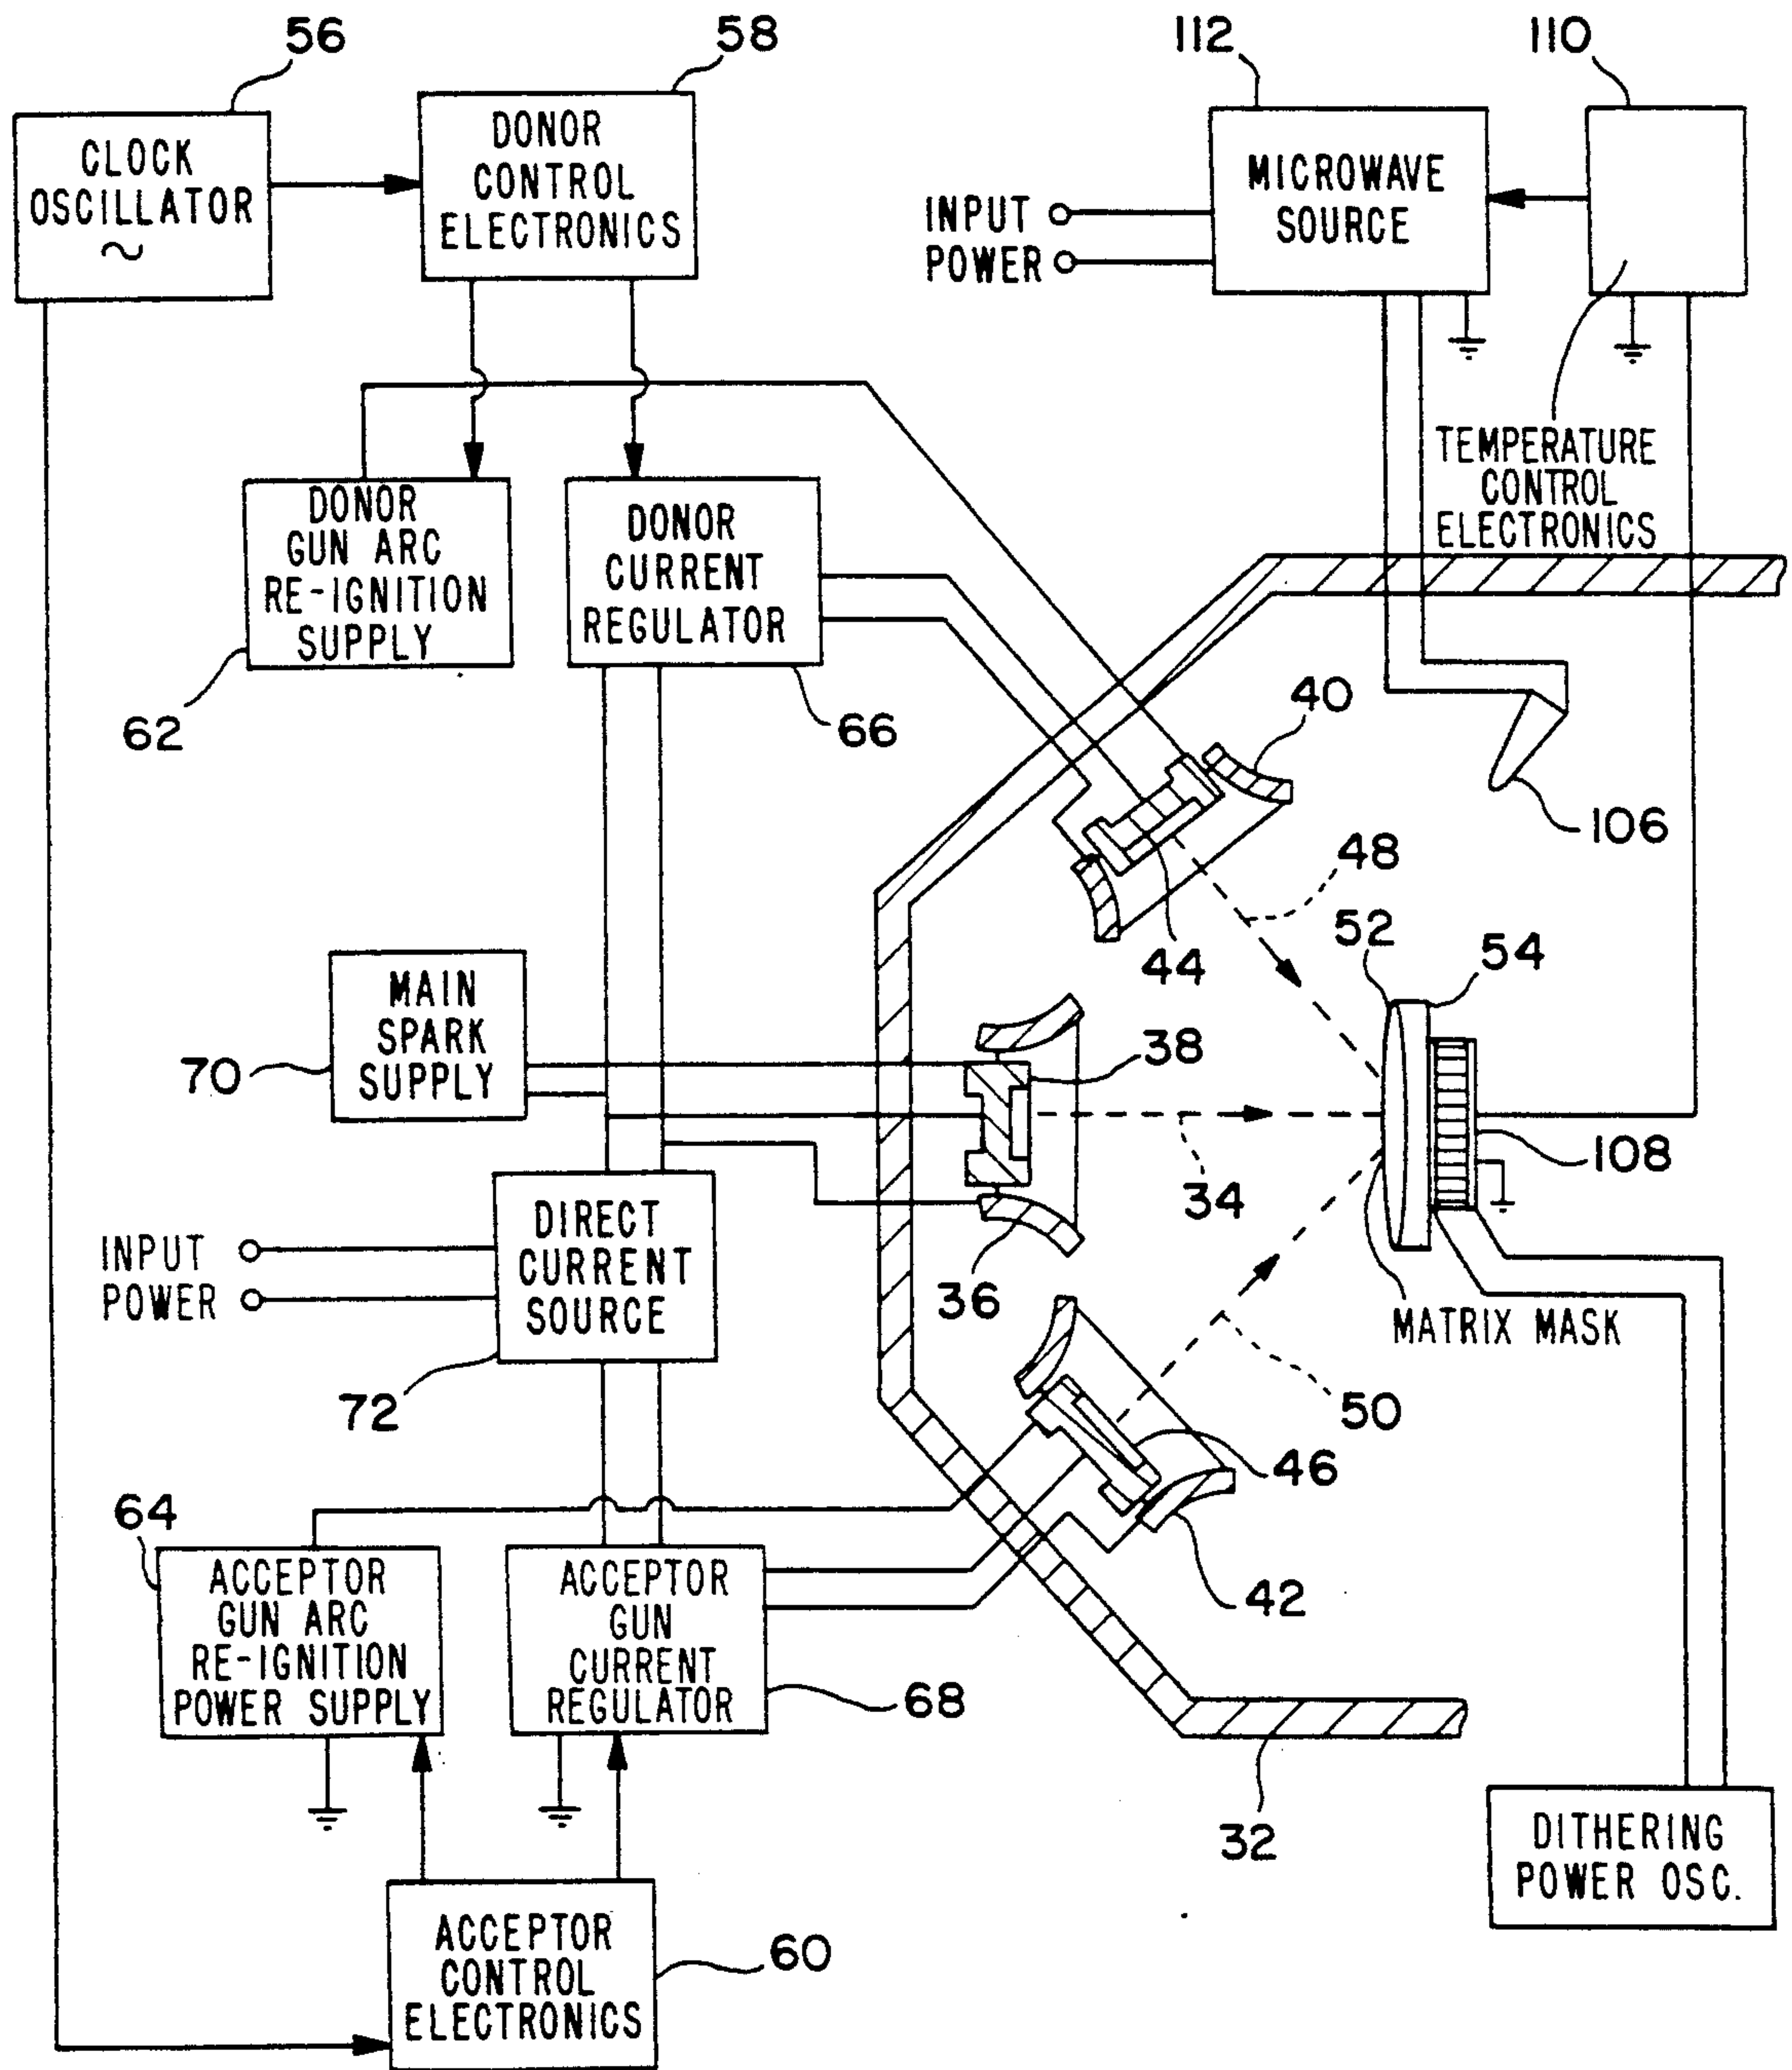 56
58
112
110
CLOCK
OSCILLATOR
~
DONOR
CONTROL
ELECTRONICS
INPUT
POWER
MICROWAVE
SOURCE
TEMPERATURE
CONTROL
ELECTRONICS
DONOR
GUN ARC
RE-IGNITION
SUPPLY
62
DONOR
CURRENT
REGULATOR
66
40
106
48
44
52
54
MAIN
SPARK
SUPPLY
70
38
34
108
36
MATRIX MASK
INPUT
POWER
DIRECT
CURRENT
SOURCE
72
50
46
42
64
ACCEPTOR
GUN ARC
RE-IGNITION
POWER SUPPLY
ACCEPTOR
GUN
CURRENT
REGULATOR
68
32
DITHERING
POWER OSC.
ACCEPTOR
CONTROL
ELECTRONICS
60